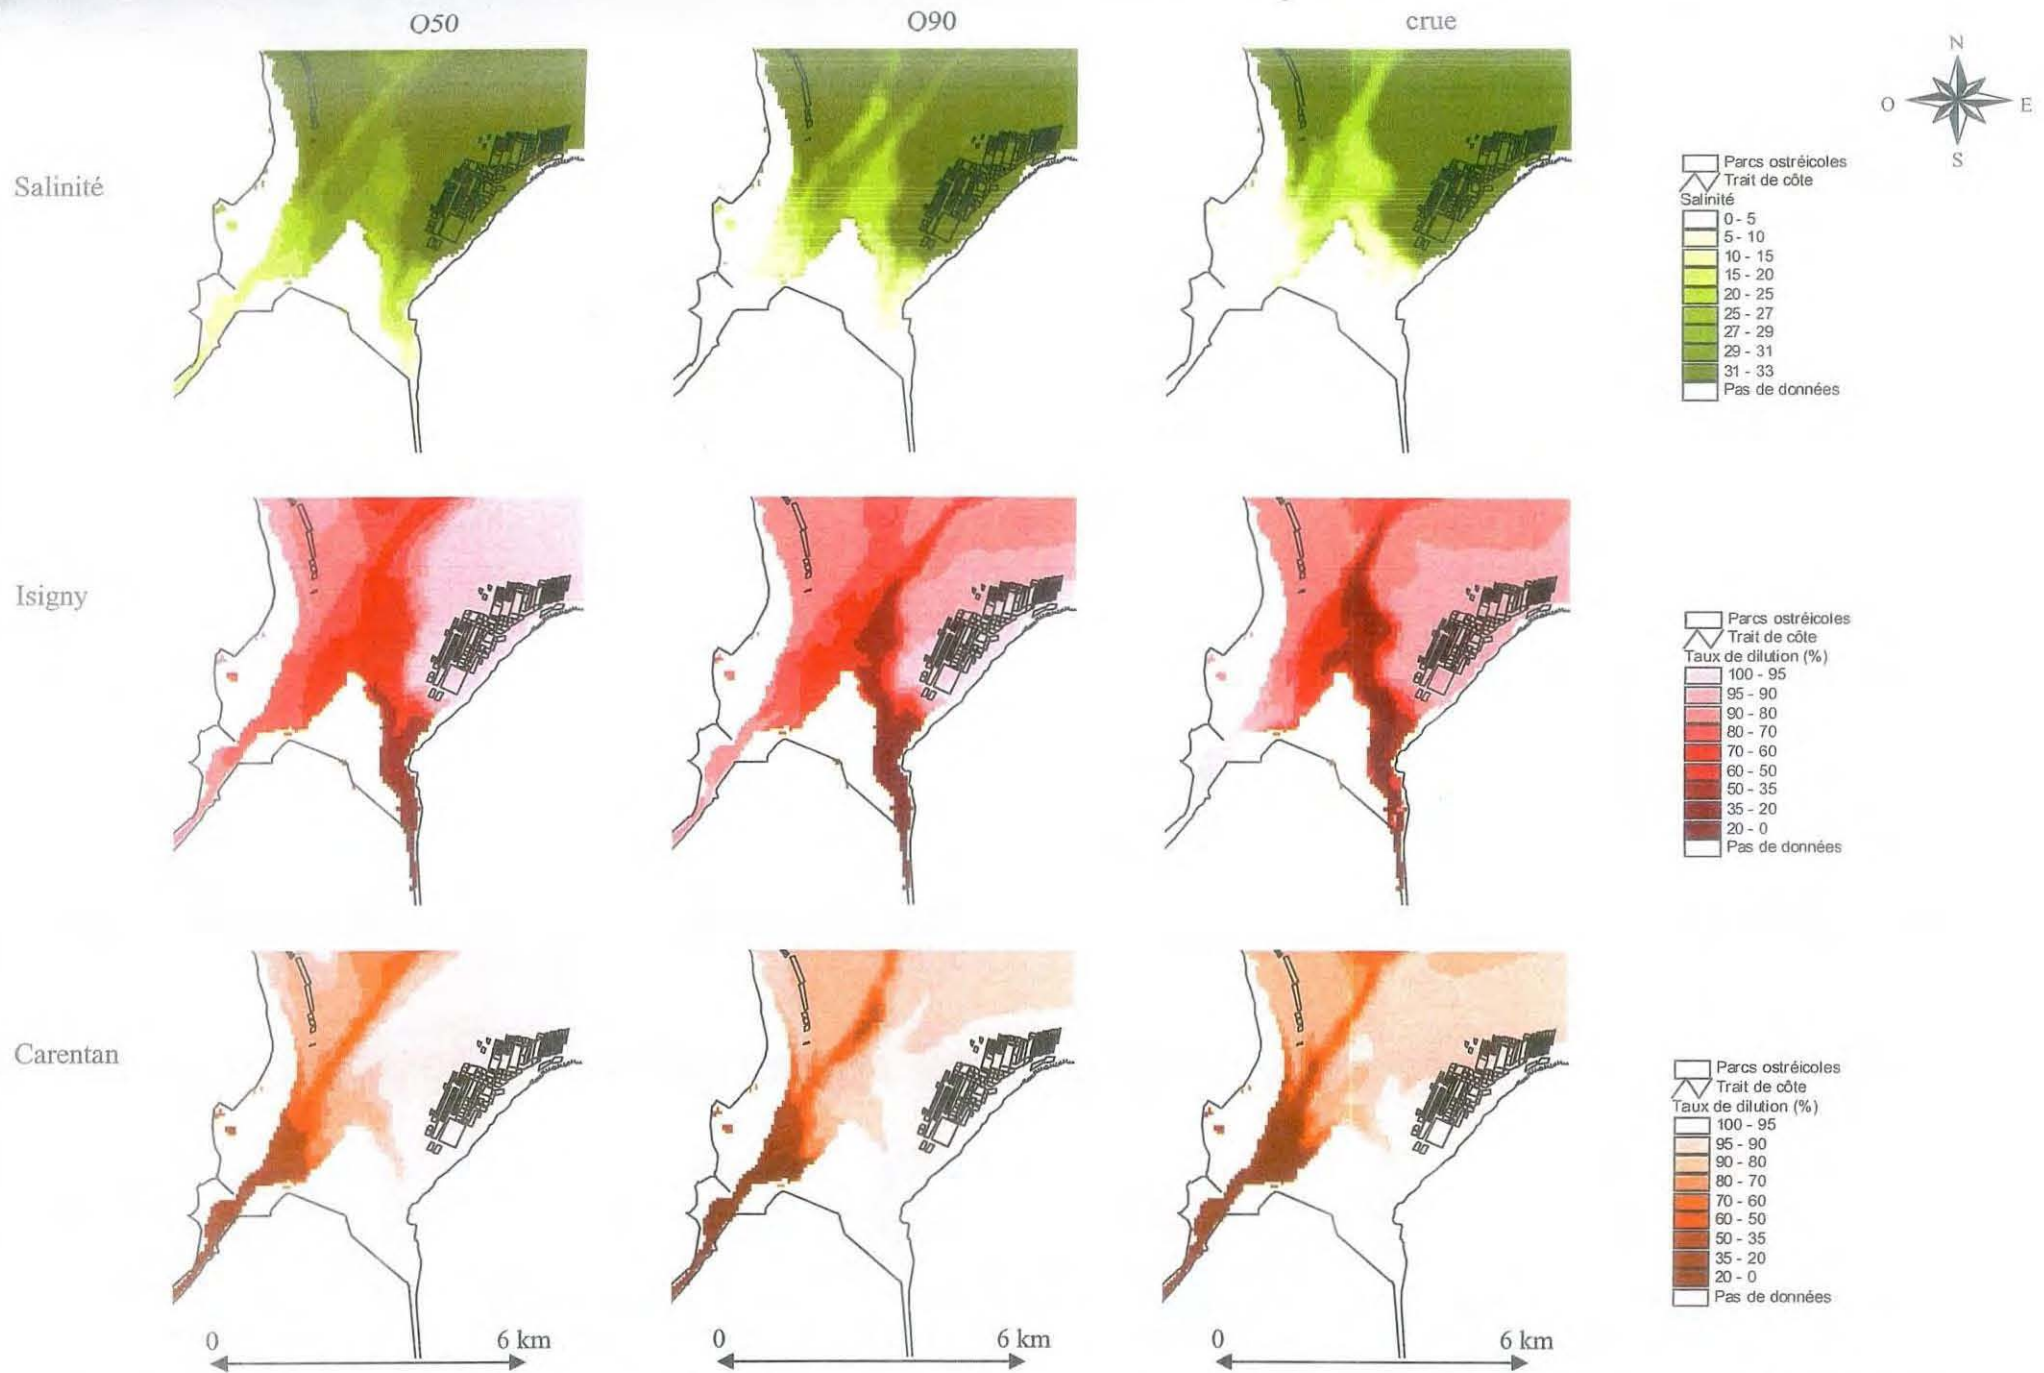 Q50
Q90
crue
N
O
E
S
Salinité
Parcs ostréicoles
Trait de côte
Salinité
0 - 5
5 - 10
10 - 15
15 - 20
20 - 25
25 - 27
27 - 29
29 - 31
31 - 33
Pas de données
Isigny
Parcs ostréicoles
Trait de côte
Taux de dilution (%)
100 - 95
95 - 90
90 - 80
80 - 70
70 - 60
60 - 50
50 - 35
35 - 20
20 - 0
Pas de données
Carentan
Parcs ostréicoles
Trait de côte
Taux de dilution (%)
100 - 95
95 - 90
90 - 80
80 - 70
70 - 60
60 - 50
50 - 35
35 - 20
20 - 0
Pas de données
0 6 km
0 6 km
0 6 km